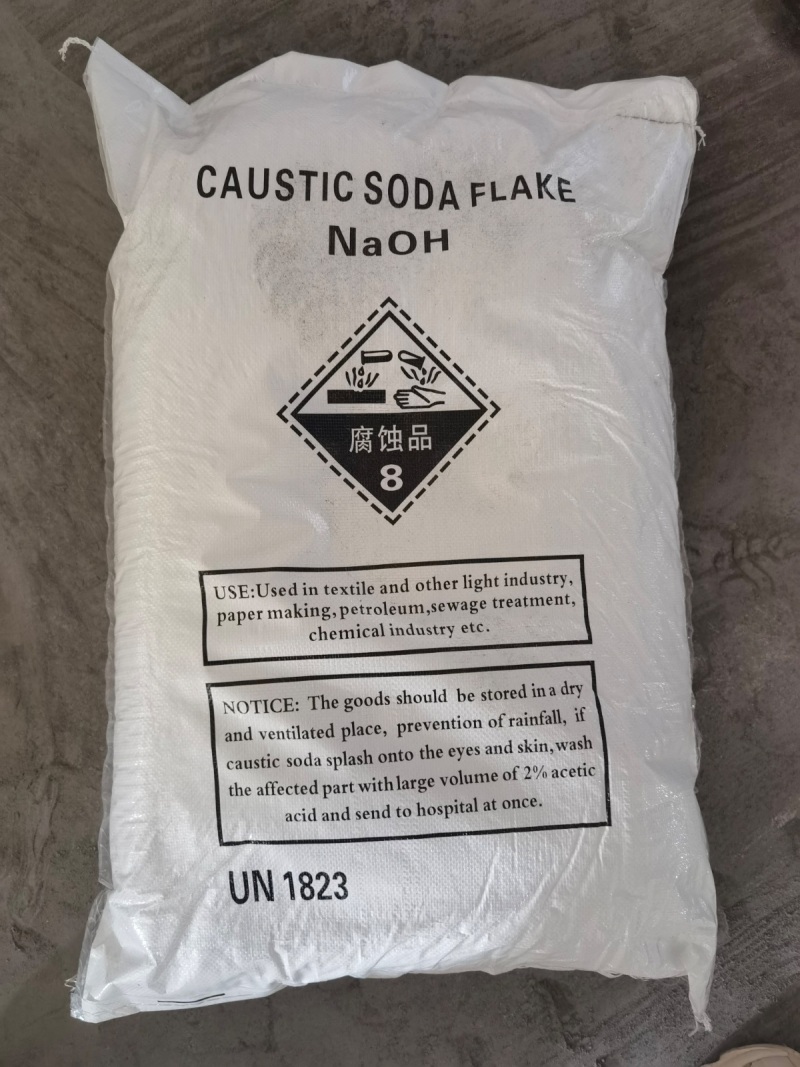 CAUSTIC SODA FLAKE
NaOH
腐蚀品
8
USE:Used in textile and other light industry,
paper making, petroleum,sewage treatment,
chemical industry etc.
NOTICE: The goods should be stored in a dry
and ventilated place, prevention of rainfall, if
caustic soda splash onto the eyes and skin,wash
the affected part with large volume of 2% acetic
acid and send to hospital at once.
UN 1823